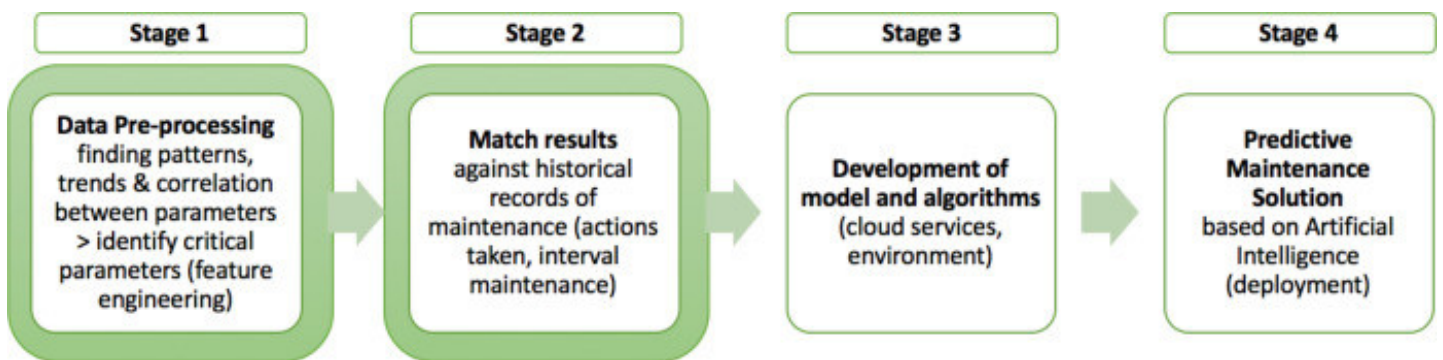 Stage 1
Data Pre-processing
finding patterns,
trends & correlation
between parameters
> identify critical
parameters (feature
engineering)
Stage 2
Match results
against historical
records of
maintenance (actions
taken, interval
maintenance)
Stage 3
Development of
model and algorithms
(cloud services,
environment)
Stage 4
Predictive
Maintenance
Solution
based on Artificial
Intelligence
(deployment)